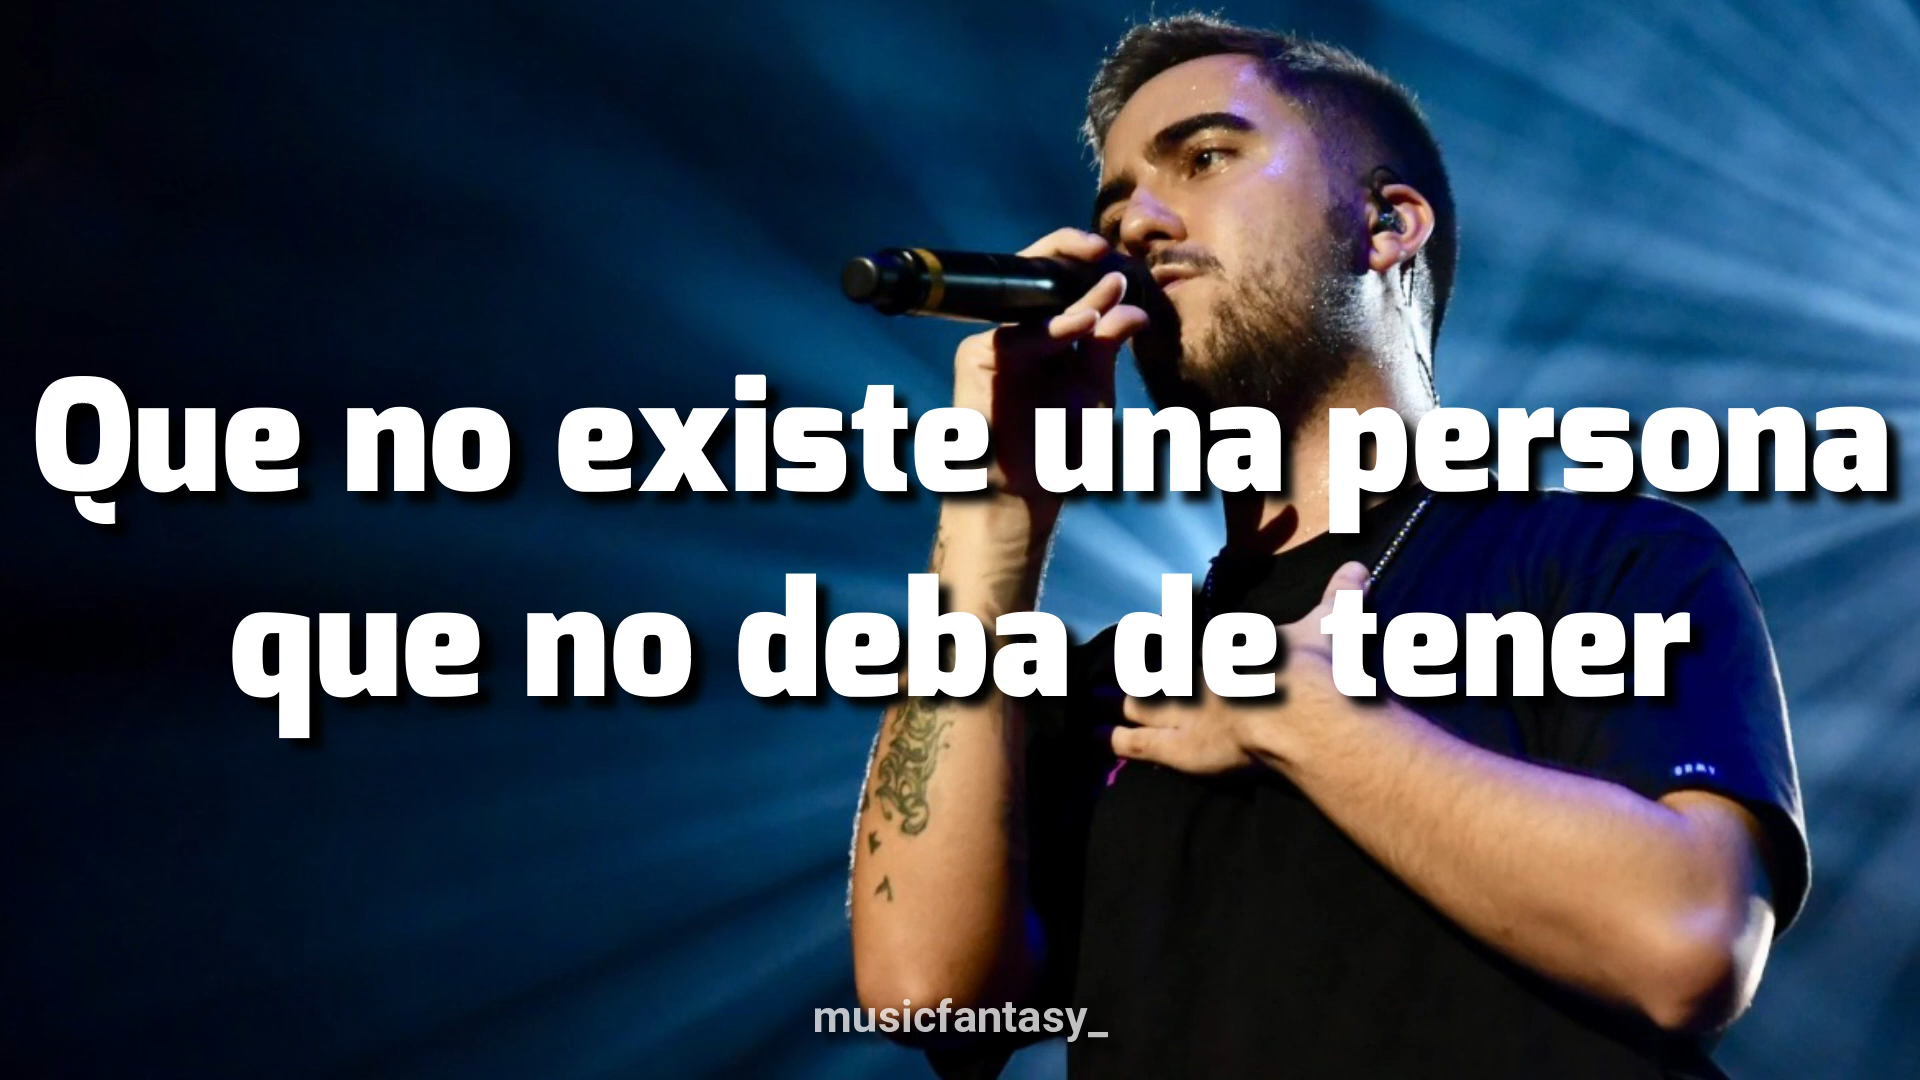 Que no existe una persona
que no deba de tener
musicfantasy_